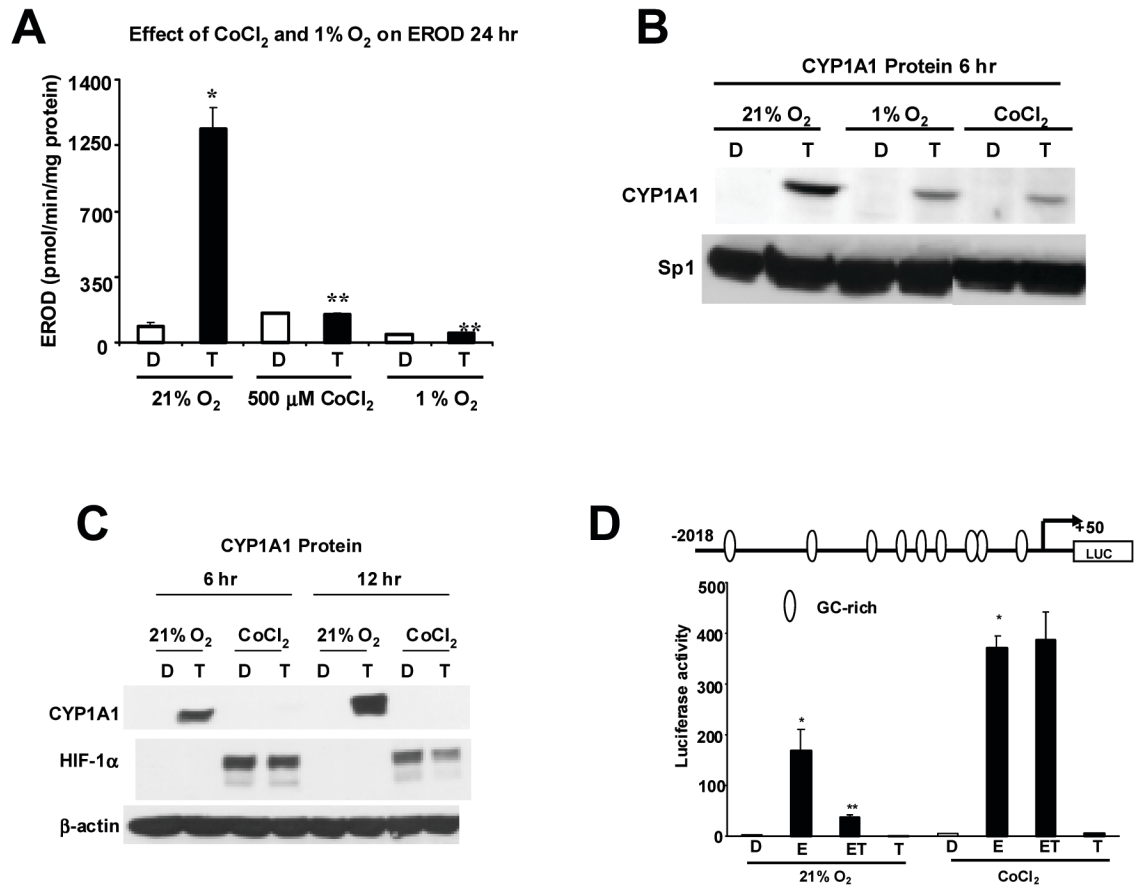 A
Effect of CoCl2 and 1% O2 on EROD 24 hr
EROD (pmol/min/mg protein)
1400
1250
700
350
0
*
**
**
D T D T D T
21% O2 500 µM CoCl2 1 % O2
B
CYP1A1 Protein 6 hr
21% O2 1% O2 CoCl2
D T D T D T
CYP1A1
Sp1
C
CYP1A1 Protein
6 hr 12 hr
21% O2 CoCl2 21% O2 CoCl2
D T D T D T D T
CYP1A1
HIF-1α
β-actin
D
-2018
+50
LUC
GC-rich
Luciferase activity
500
400
300
200
100
0
*
**
*
D E ET T D E ET T
21% O2 CoCl2